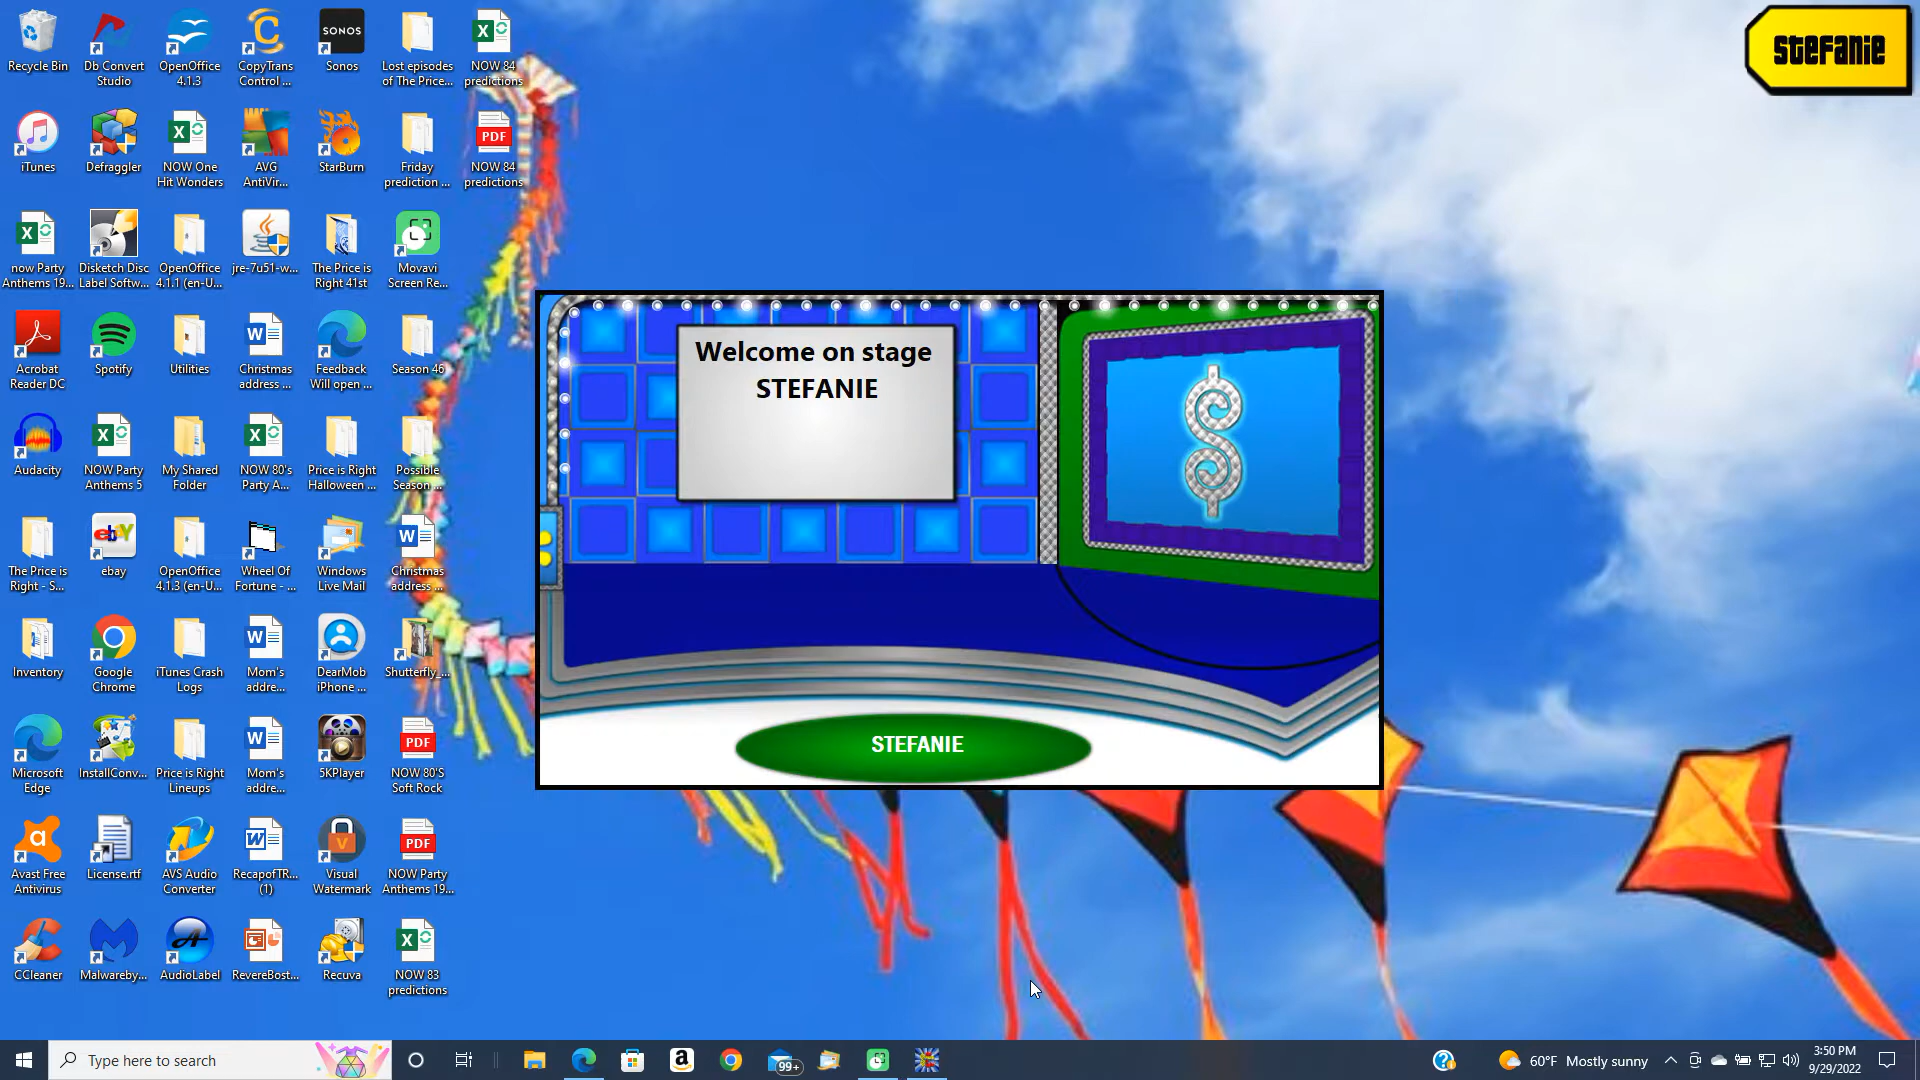 Recycle Bin
Db Convert
Studio
OpenOffice
4.1.3
CopyTrans
Control ...
SONOS
Sonos
Lost episodes
of The Price...
NOW 84
predictions
stefanie
iTunes
Defraggler
NOW One
Hit Wonders
AVG
AntiVir...
StarBurn
Friday
prediction ...
PDF
NOW 84
predictions
now Party
Anthems 19...
Disketch Disc
Label Softw...
OpenOffice
4.1.1 (en-U...
jre-7u51-w...
The Price is
Right 41st
Movavi
Screen Re...
Acrobat
Reader DC
Spotify
Utilities
Christmas
address ...
Feedback
Will open ...
Season 46
Audacity
NOW Party
Anthems 5
My Shared
Folder
NOW 80's
Party A...
Price is Right
Halloween ...
Possible
Season ...
The Price is
Right - S...
ebay
ebay
OpenOffice
4.1.3 (en-U...
Wheel Of
Fortune - ...
Windows
Live Mail
Christmas
address ...
Inventory
Google
Chrome
iTunes Crash
Logs
Mom's
addre...
DearMob
iPhone ...
Shutterfly_...
Microsoft
Edge
InstallConv...
Price is Right
Lineups
Mom's
addre...
5KPlayer
PDF
NOW 80'S
Soft Rock
Avast Free
Antivirus
License.rtf
AVS Audio
Converter
RecapofTR...
(1)
Visual
Watermark
PDF
NOW Party
Anthems 19...
CCleaner
Malwareby...
AudioLabel
RevereBost...
Recuva
NOW 83
predictions
Welcome on stage
STEFANIE
STEFANIE
Type here to search
99+
60°F Mostly sunny
3:50 PM
9/29/2022